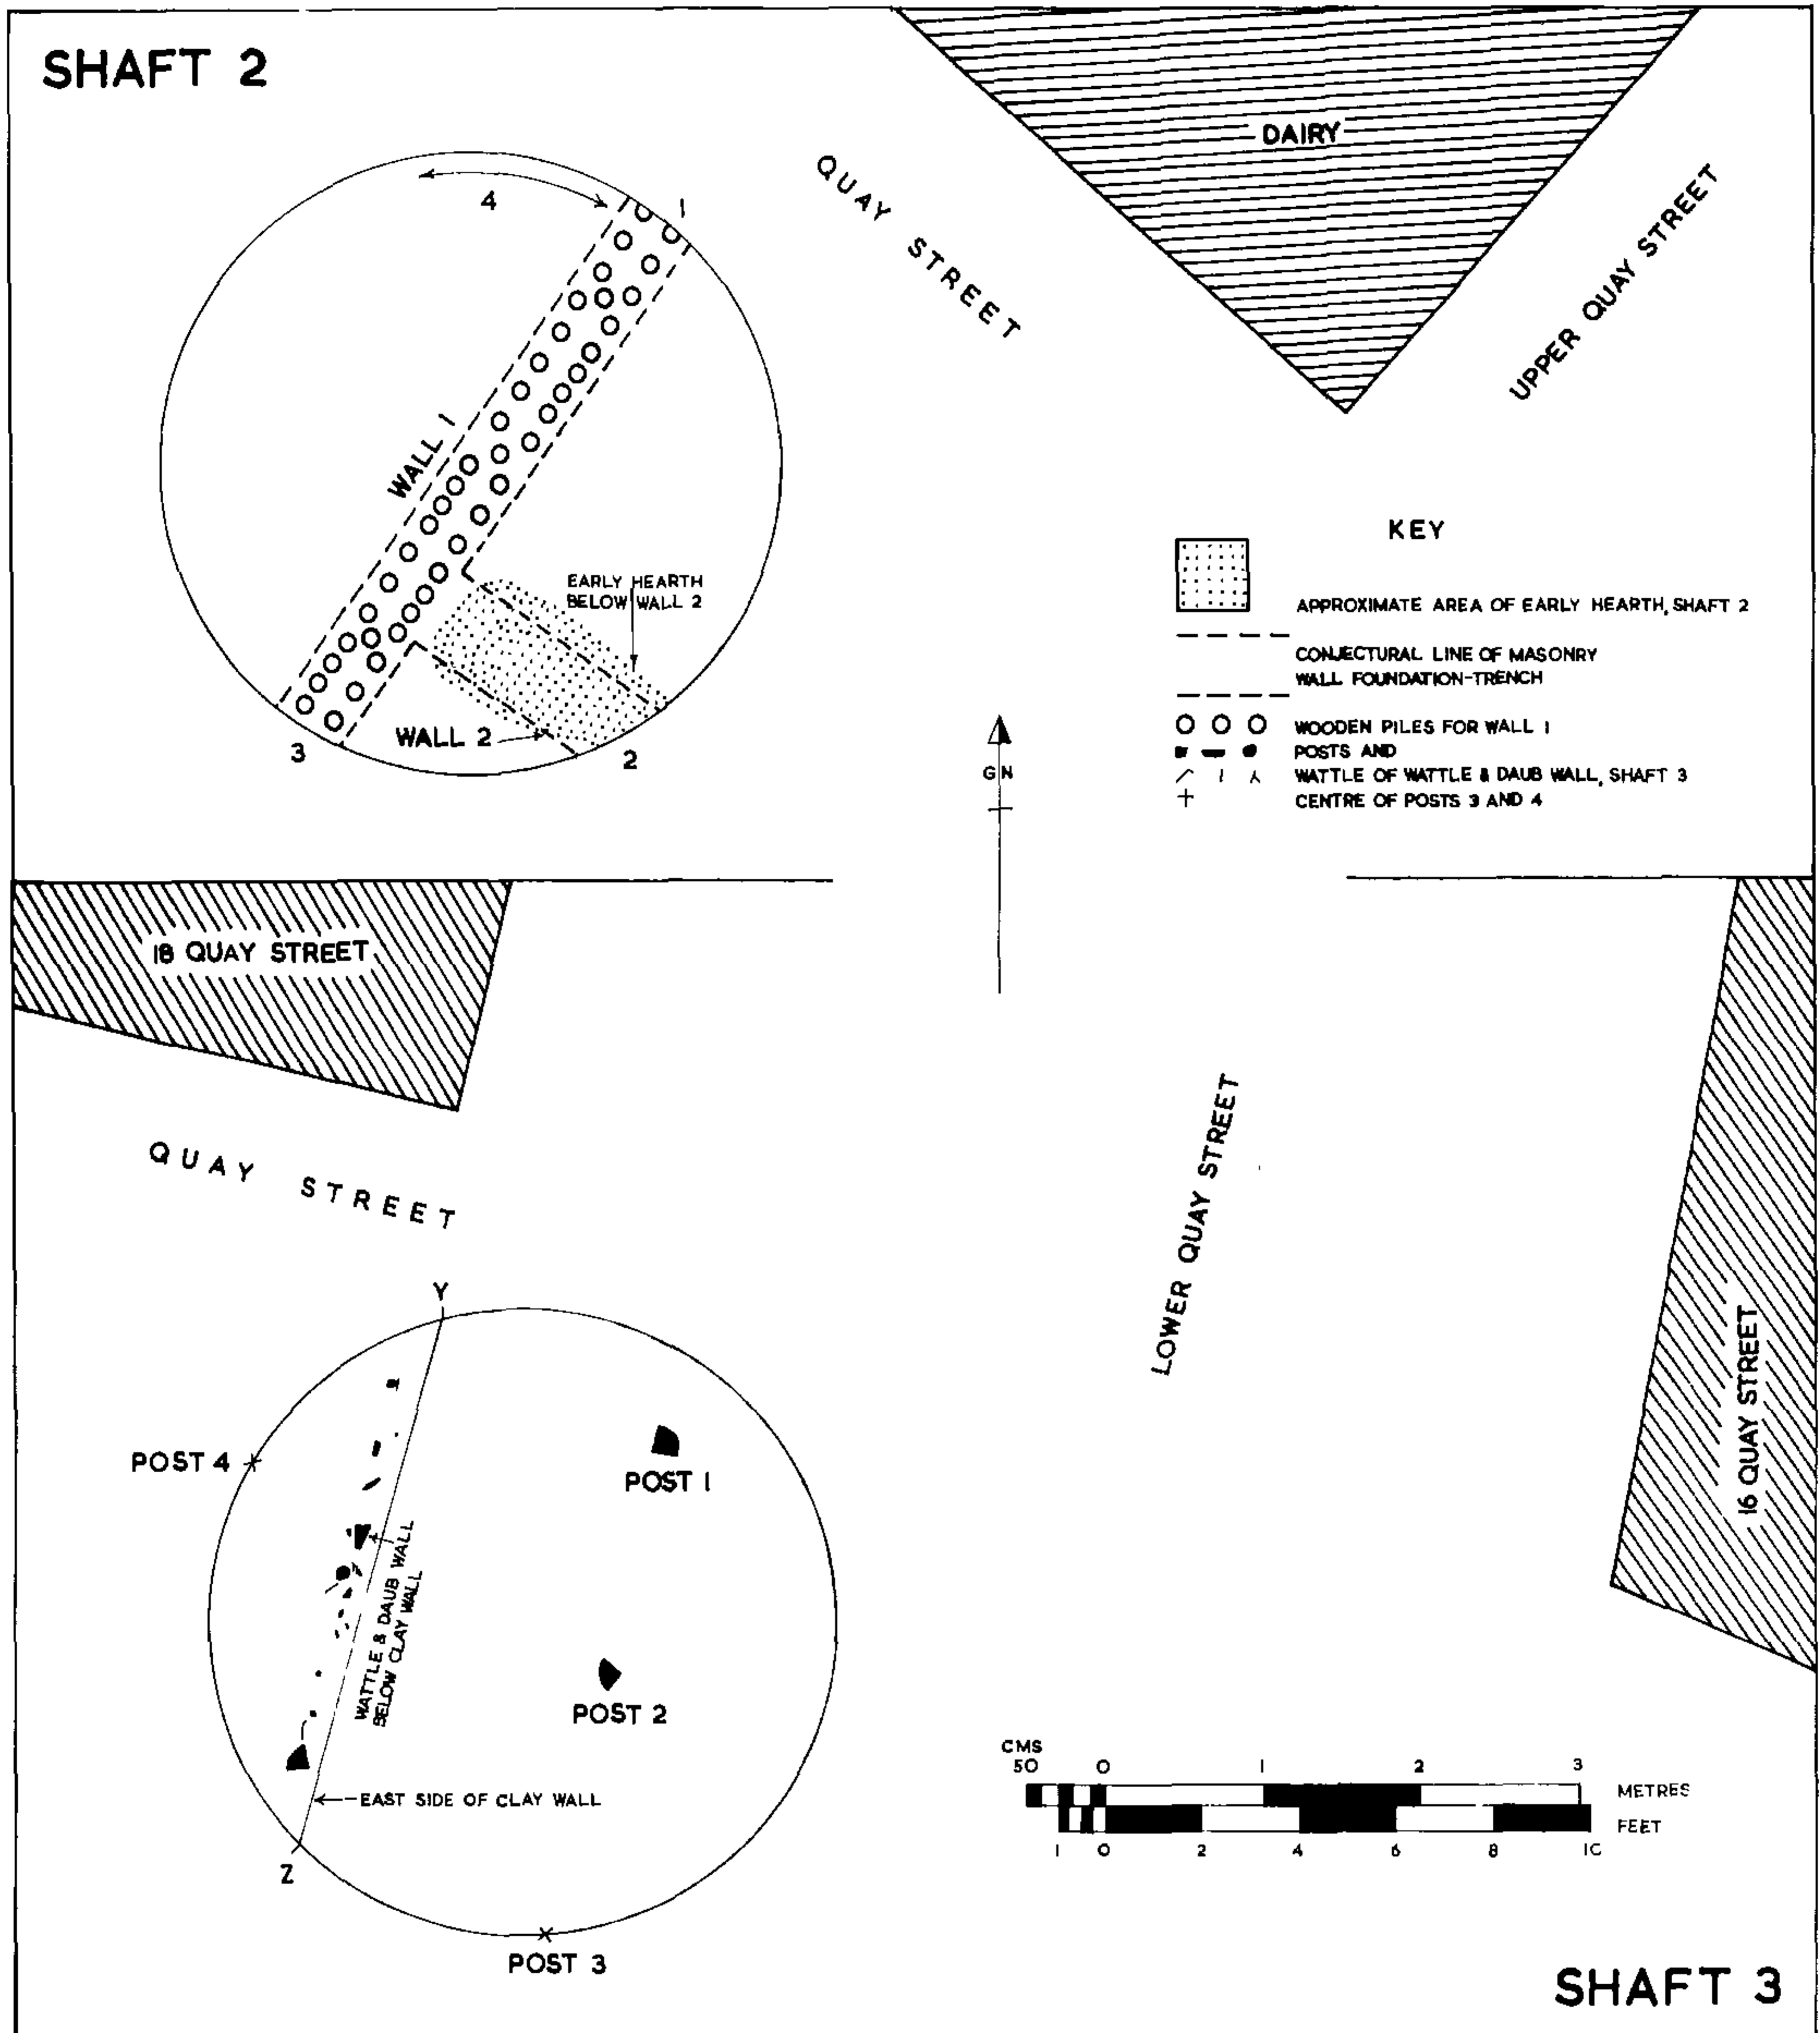 SHAFT 2
DAIRY
QUAY STREET
UPPER QUAY STREET
4
1
WALL 1
EARLY HEARTH
BELOW WALL 2
WALL 2
3
2
KEY
APPROXIMATE AREA OF EARLY HEARTH, SHAFT 2
CONJECTURAL LINE OF MASONRY
WALL FOUNDATION-TRENCH
WOODEN PILES FOR WALL 1
POSTS AND
WATTLE OF WATTLE & DAUB WALL, SHAFT 3
CENTRE OF POSTS 3 AND 4
GN
18 QUAY STREET
QUAY STREET
LOWER QUAY STREET
16 QUAY STREET
Y
POST 4
POST 1
WATTLE & DAUB WALL
BELOW CLAY WALL
POST 2
EAST SIDE OF CLAY WALL
Z
POST 3
CMS
50 0 1 2 3
METRES
FEET
1 0 2 4 6 8 10
SHAFT 3